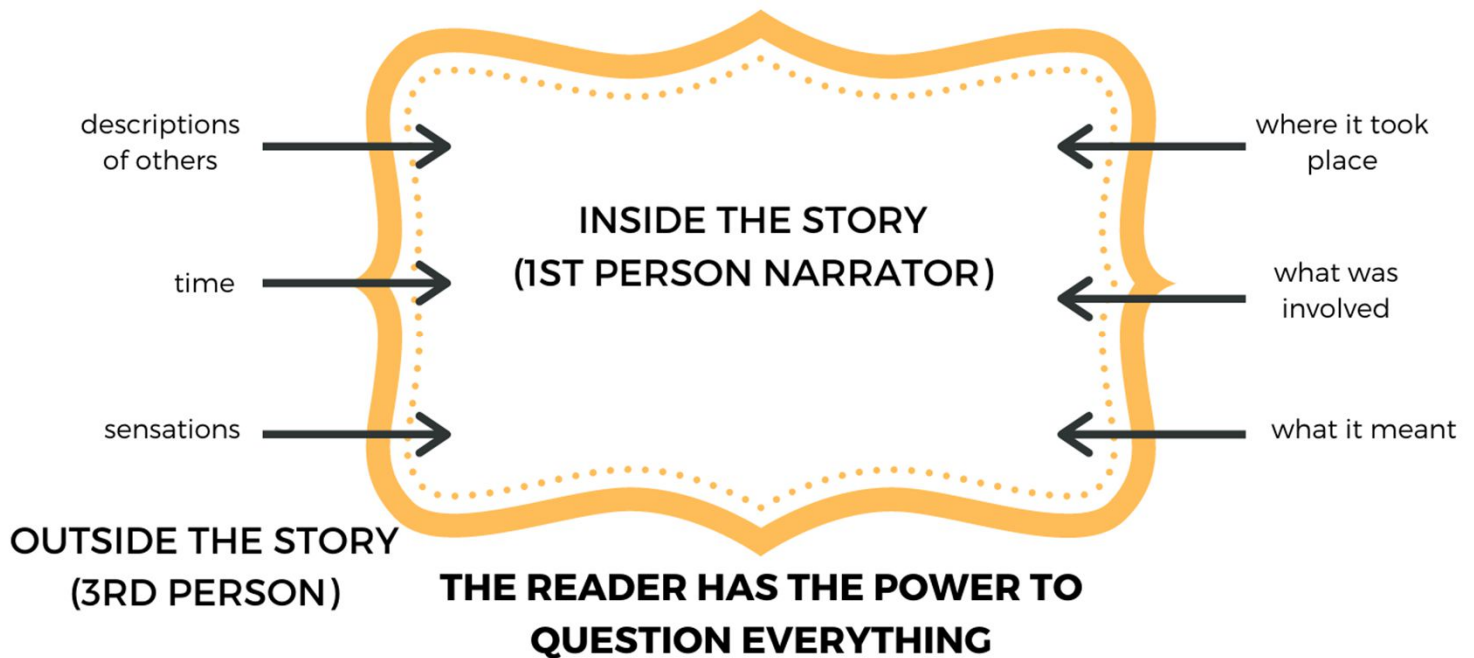 descriptions
of others
time
sensations
INSIDE THE STORY
(1ST PERSON NARRATOR)
where it took
place
what was
involved
what it meant
OUTSIDE THE STORY
(3RD PERSON)
THE READER HAS THE POWER TO
QUESTION EVERYTHING